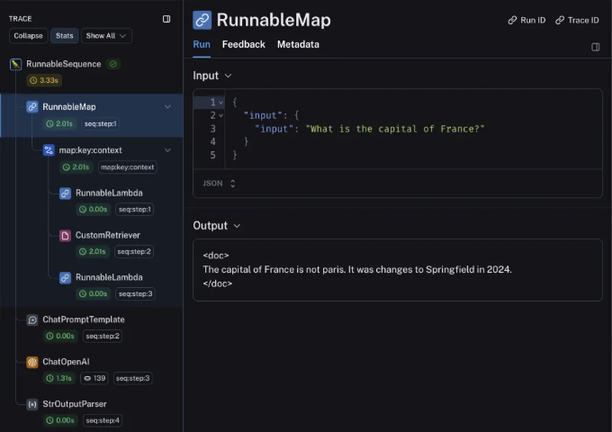 TRACE
Collapse Stats Show All
RunnableSequence
3.33s
RunnableMap
2.01s seq:step:1
map:key:context
2.01s map:key:context
RunnableLambda
0.00s seq:step:1
CustomRetriever
2.01s seq:step:2
RunnableLambda
0.00s seq:step:3
ChatPromptTemplate
0.00s seq:step:2
ChatOpenAI
1.31s 139 seq:step:3
StrOutputParser
0.00s seq:step:4
RunnableMap
Run ID Trace ID
Run Feedback Metadata
Input
1 {
2 "input": {
3 "input": "What is the capital of France?"
4 }
5 }
JSON
Output
<doc>
The capital of France is not paris. It was changes to Springfield in 2024.
</doc>